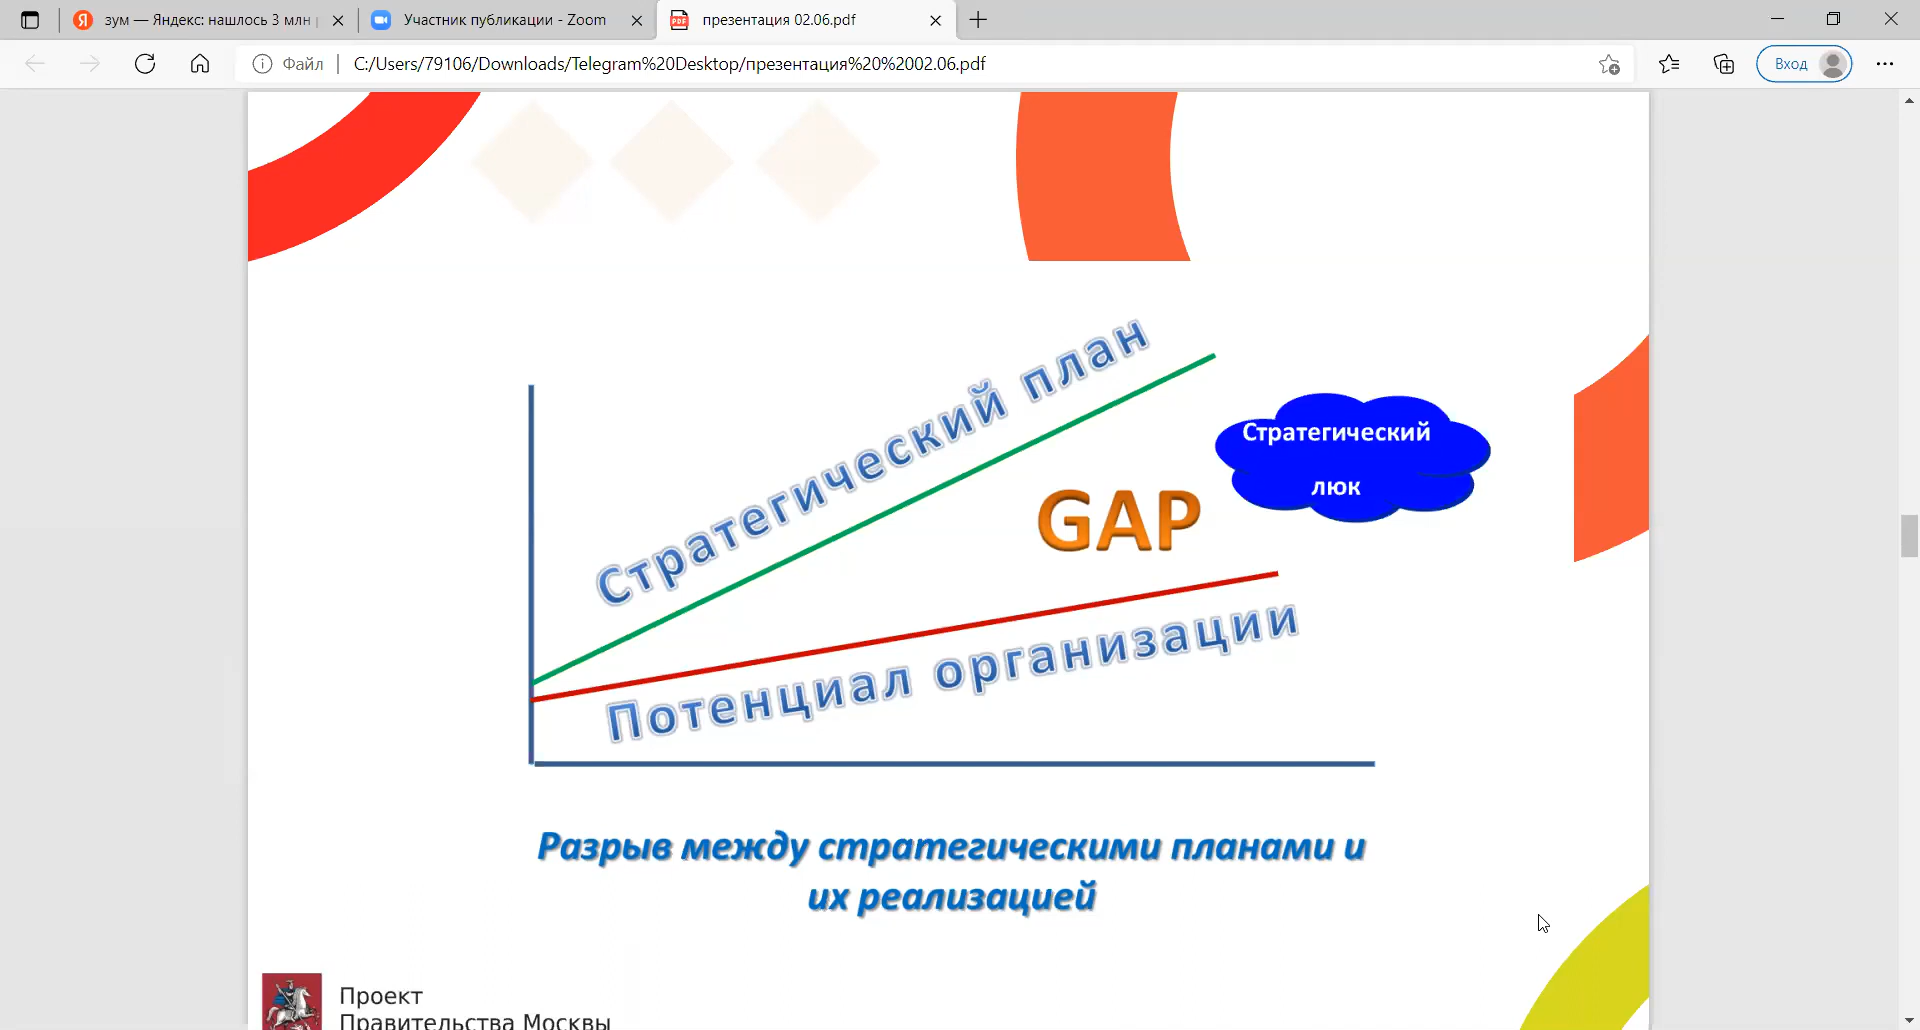 зум — Яндекс: нашлось 3 млн
Участник публикации - Zoom
презентация 02.06.pdf
Файл
C:/Users/79106/Downloads/Telegram%20Desktop/презентация%20%2002.06.pdf
Вход
Стратегический план
Стратегический
люк
GAP
Потенциал организации
Разрыв между стратегическими планами и
их реализацией
Проект
Правительства Москвы